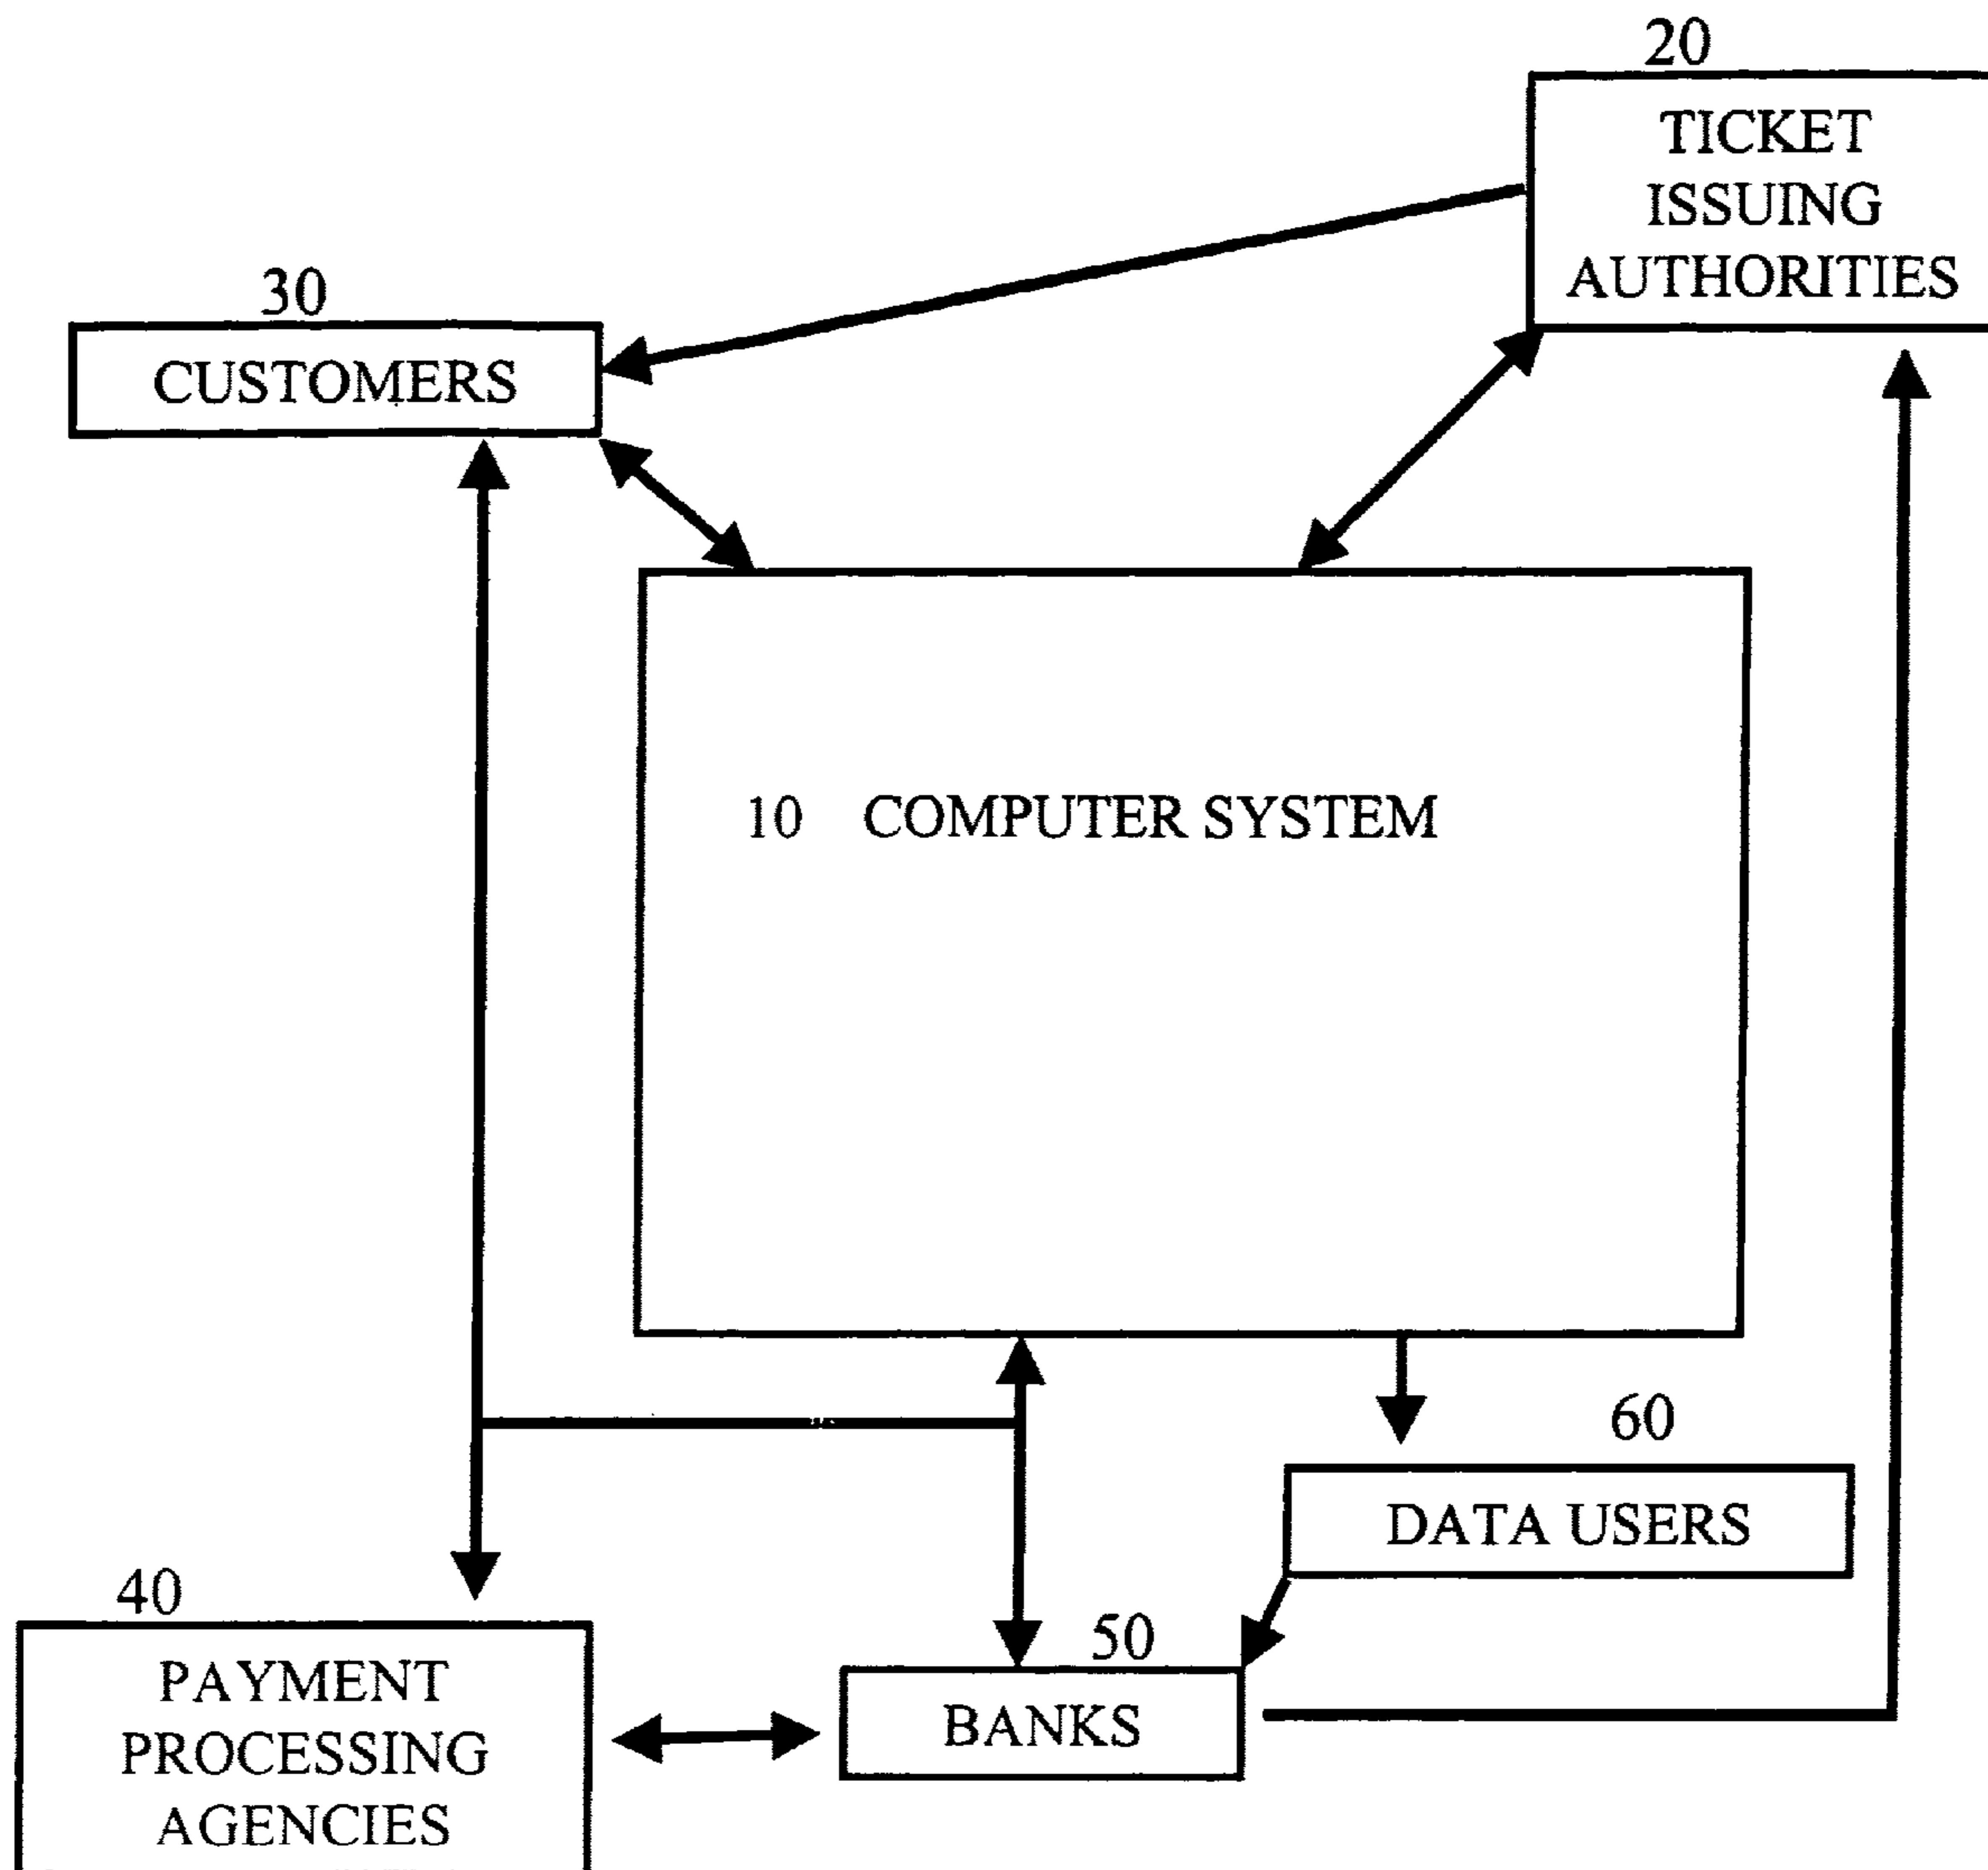 20
TICKET
ISSUING
AUTHORITIES
30
CUSTOMERS
10 COMPUTER SYSTEM
60
DATA USERS
40
PAYMENT
PROCESSING
AGENCIES
50
BANKS